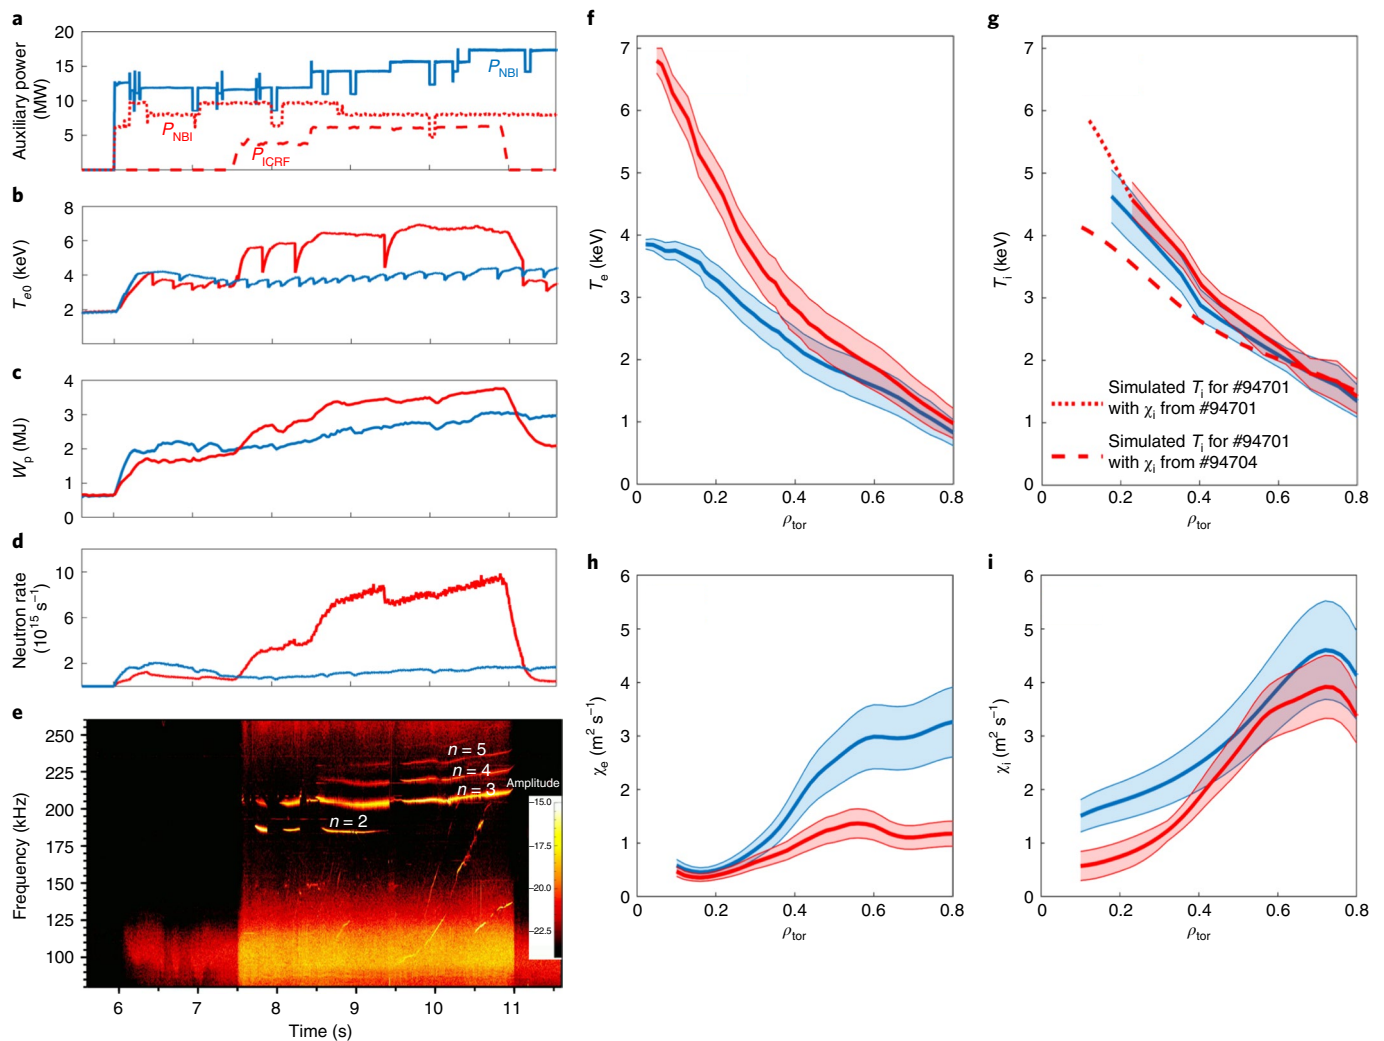 a
Auxiliary power
(MW)
20
15
10
5
P_NBI
P_NBI
P_ICRF
b
T_e0 (keV)
8
6
4
2
c
W_p (MJ)
4
3
2
1
0
d
Neutron rate
(10^15 s^−1)
10
6
2
e
Frequency (kHz)
250
225
200
175
150
125
100
n = 5
n = 4
n = 3
n = 2
Amplitude
−15.0
−17.5
−20.0
−22.5
6 7 8 9 10 11
Time (s)
f
T_e (keV)
7
6
5
4
3
2
1
0
0 0.2 0.4 0.6 0.8
ρ_tor
g
T_i (keV)
7
6
5
4
3
2
1
0
Simulated T_i for #94701
with χ_i from #94701
Simulated T_i for #94701
with χ_i from #94704
0 0.2 0.4 0.6 0.8
ρ_tor
h
χ_e (m² s^−1)
6
5
4
3
2
1
0
0 0.2 0.4 0.6 0.8
ρ_tor
i
χ_i (m² s^−1)
6
5
4
3
2
1
0
0 0.2 0.4 0.6 0.8
ρ_tor